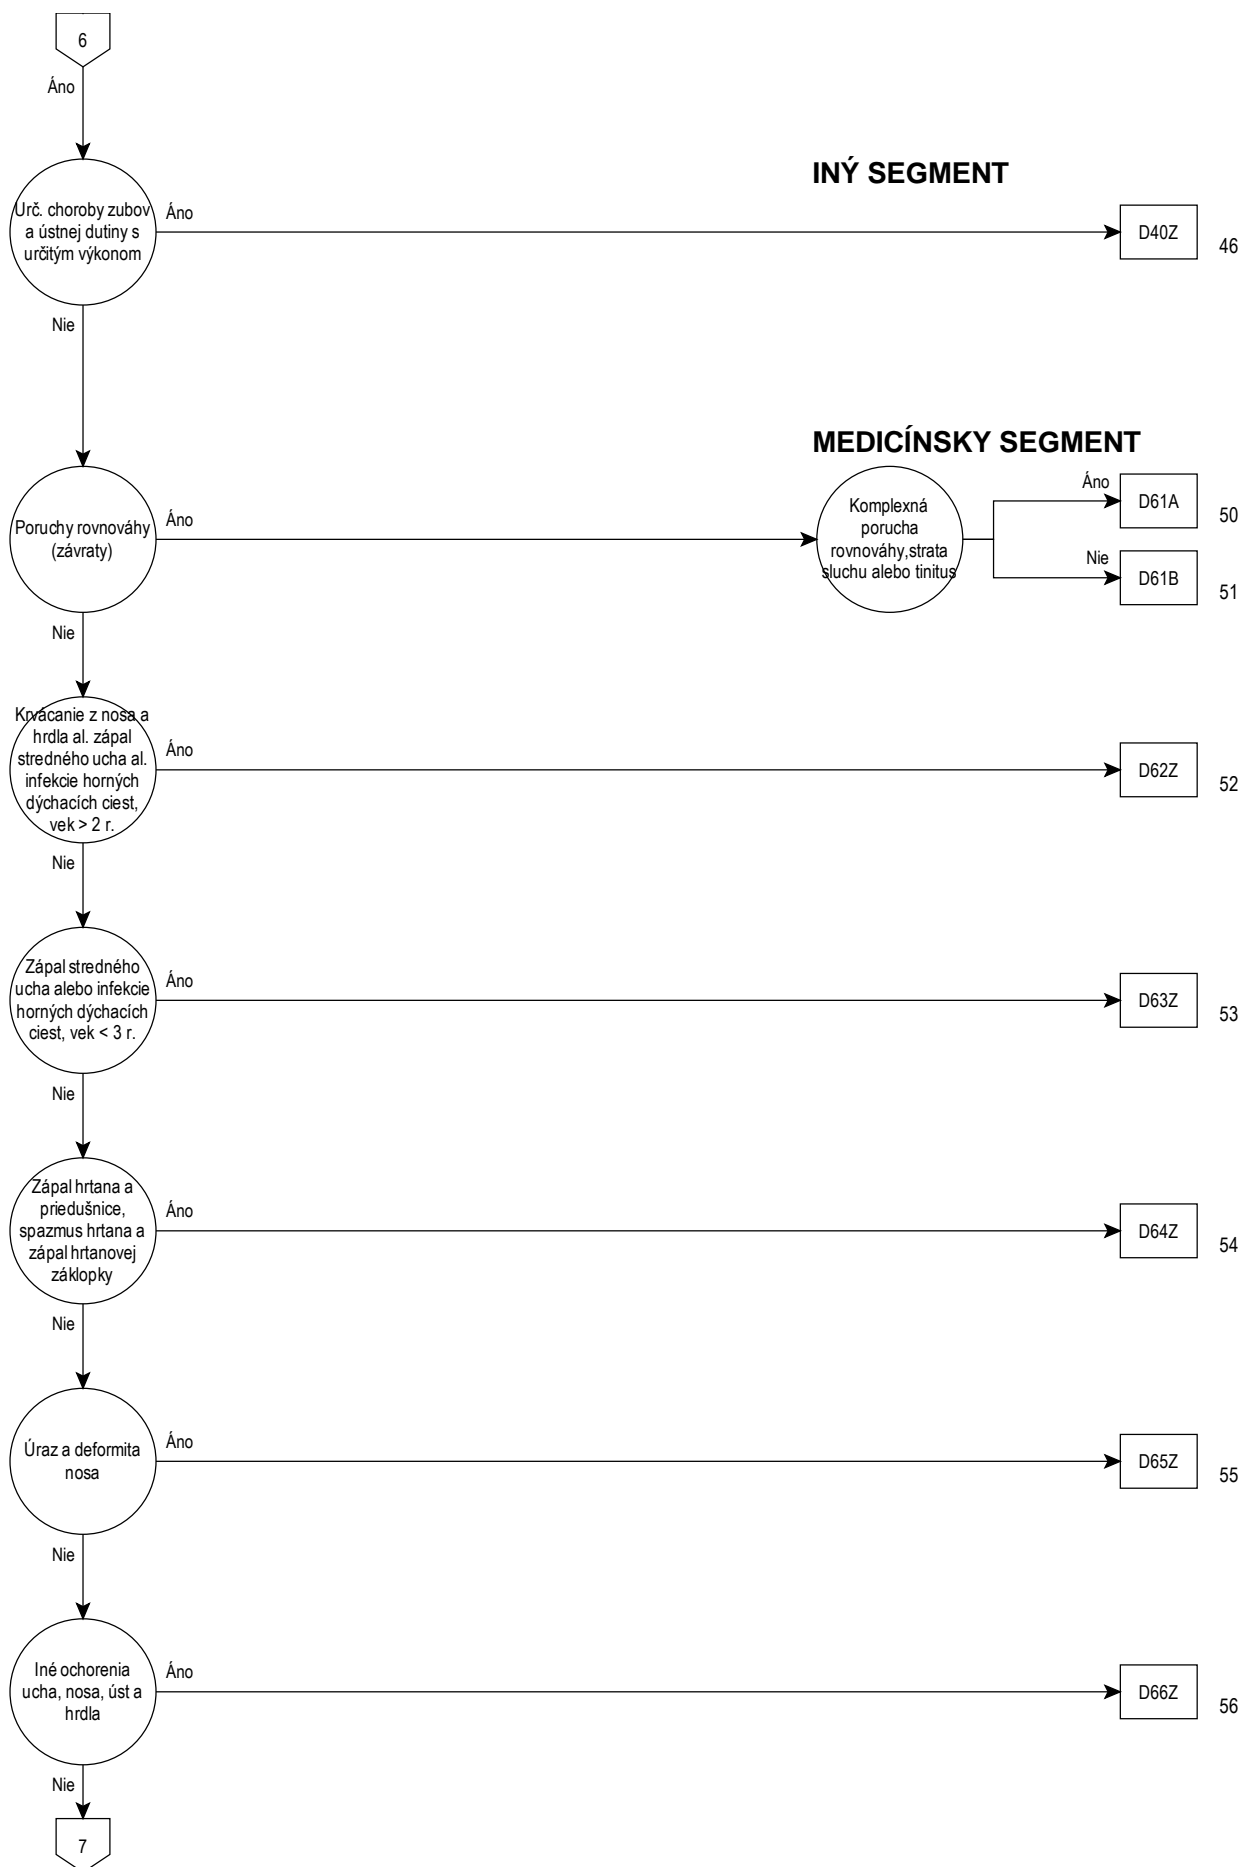 6
Áno
INÝ SEGMENT
Urč. choroby zubov
a ústnej dutiny s
určitým výkonom
Áno
D40Z
46
Nie
MEDICÍNSKY SEGMENT
Poruchy rovnováhy
(závraty)
Áno
Komplexná
porucha
rovnováhy,strata
sluchu alebo tinitus
Áno
D61A
50
Nie
D61B
51
Nie
Krvácanie z nosa a
hrdla al. zápal
stredného ucha al.
infekcie horných
dýchacích ciest,
vek > 2 r.
Áno
D62Z
52
Nie
Zápal stredného
ucha alebo infekcie
horných dýchacích
ciest, vek < 3 r.
Áno
D63Z
53
Nie
Zápal hrtana a
priedušnice,
spazmus hrtana a
zápal hrtanovej
záklopky
Áno
D64Z
54
Nie
Úraz a deformita
nosa
Áno
D65Z
55
Nie
Iné ochorenia
ucha, nosa, úst a
hrdla
Áno
D66Z
56
Nie
7